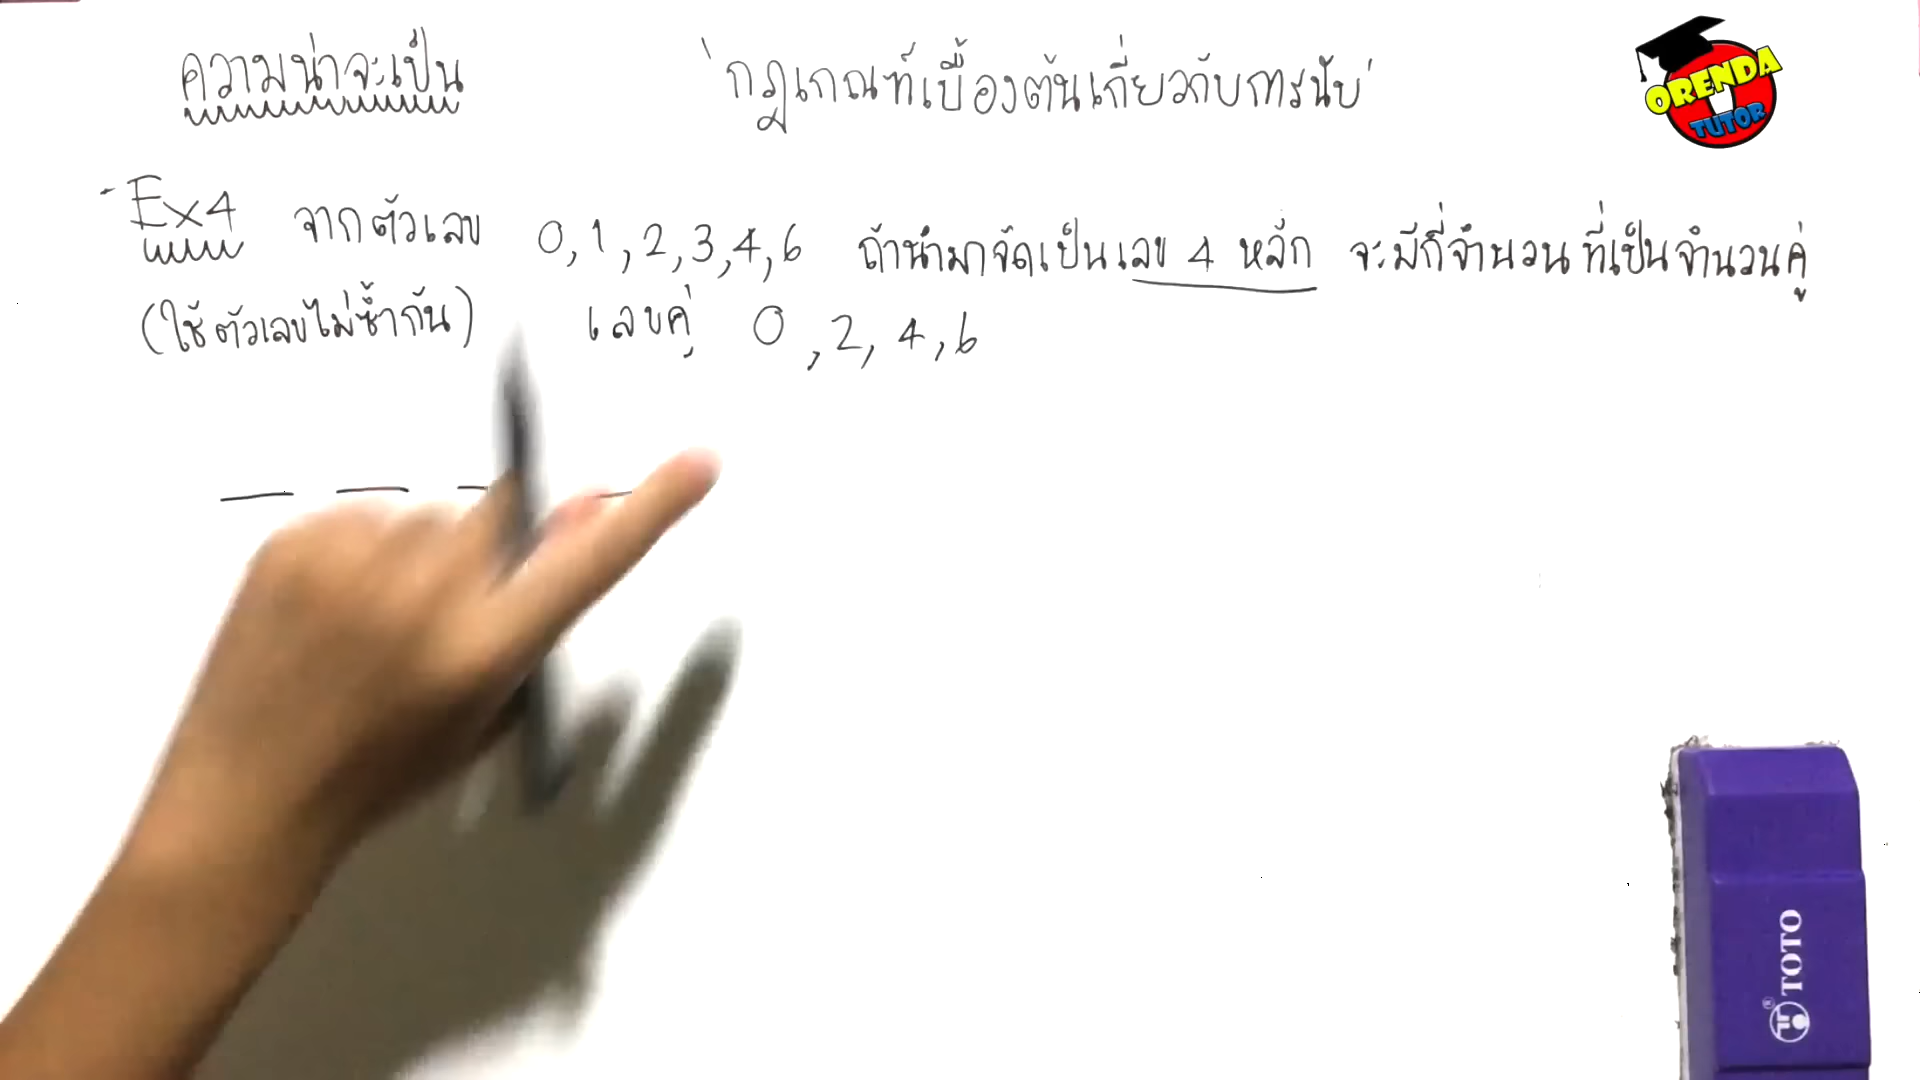 ความน่าจะเป็น
'กฎเกณฑ์เบื้องต้นเกี่ยวกับการนับ'
ORENDA
TUTOR
Ex4 จากตัวเลข 0, 1, 2, 3, 4, 6 ถ้านำมาจัดเป็นเลข 4 หลัก จะมีกี่จำนวน ที่เป็นจำนวนคู่
(ใช้ตัวเลขไม่ซ้ำกัน) เลขคู่ 0, 2, 4, 6
TOTO